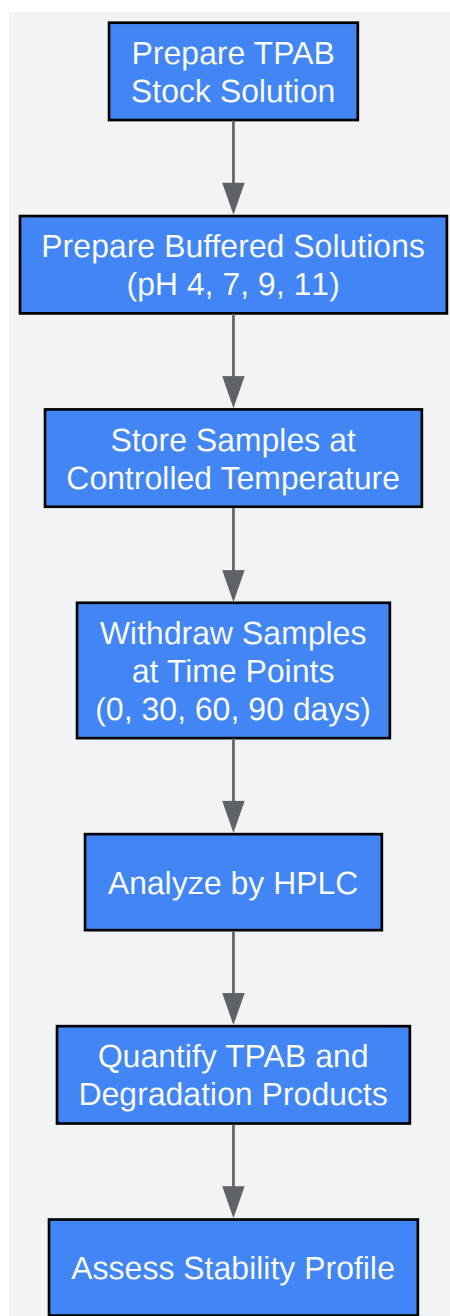 Prepare TPAB
Stock Solution
Prepare Buffered Solutions
(pH 4, 7, 9, 11)
Store Samples at
Controlled Temperature
Withdraw Samples
at Time Points
(0, 30, 60, 90 days)
Analyze by HPLC
Quantify TPAB and
Degradation Products
Assess Stability Profile